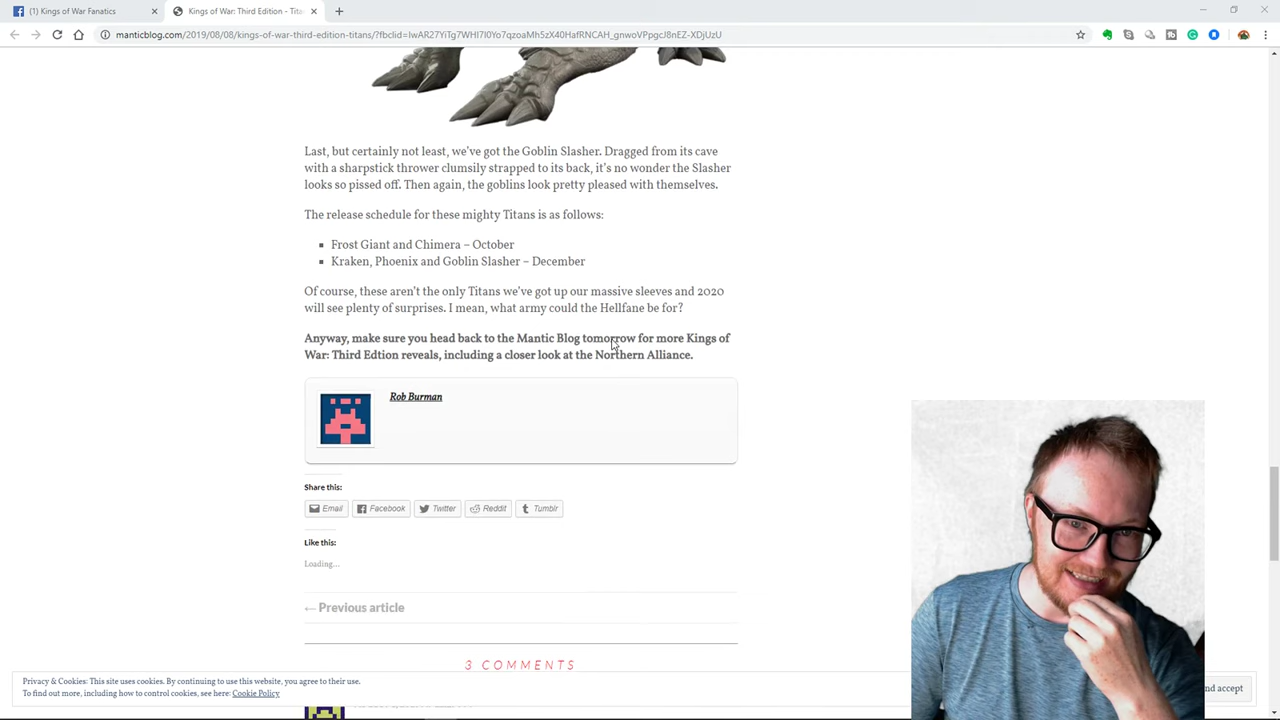 (1) Kings of War Fanatics
Kings of War: Third Edition - Tita
manticblog.com/2019/08/08/kings-of-war-third-edition-titans/?fbclid=IwAR27YiTg7WHI7I0Yo7qzoaMh5zX40HafRNCAH_gnwoVPpgcJ8nEZ-XDjUzU
Last, but certainly not least, we've got the Goblin Slasher. Dragged from its cave
with a sharpstick thrower clumsily strapped to its back, it's no wonder the Slasher
looks so pissed off. Then again, the goblins look pretty pleased with themselves.
The release schedule for these mighty Titans is as follows:
Frost Giant and Chimera – October
Kraken, Phoenix and Goblin Slasher – December
Of course, these aren't the only Titans we've got up our massive sleeves and 2020
will see plenty of surprises. I mean, what army could the Hellfane be for?
Anyway, make sure you head back to the Mantic Blog tomorrow for more Kings of
War: Third Edtion reveals, including a closer look at the Northern Alliance.
Rob Burman
Share this:
Email Facebook Twitter Reddit Tumblr
Like this:
Loading...
← Previous article
3 COMMENTS
Privacy & Cookies: This site uses cookies. By continuing to use this website, you agree to their use.
To find out more, including how to control cookies, see here: Cookie Policy
nd accept